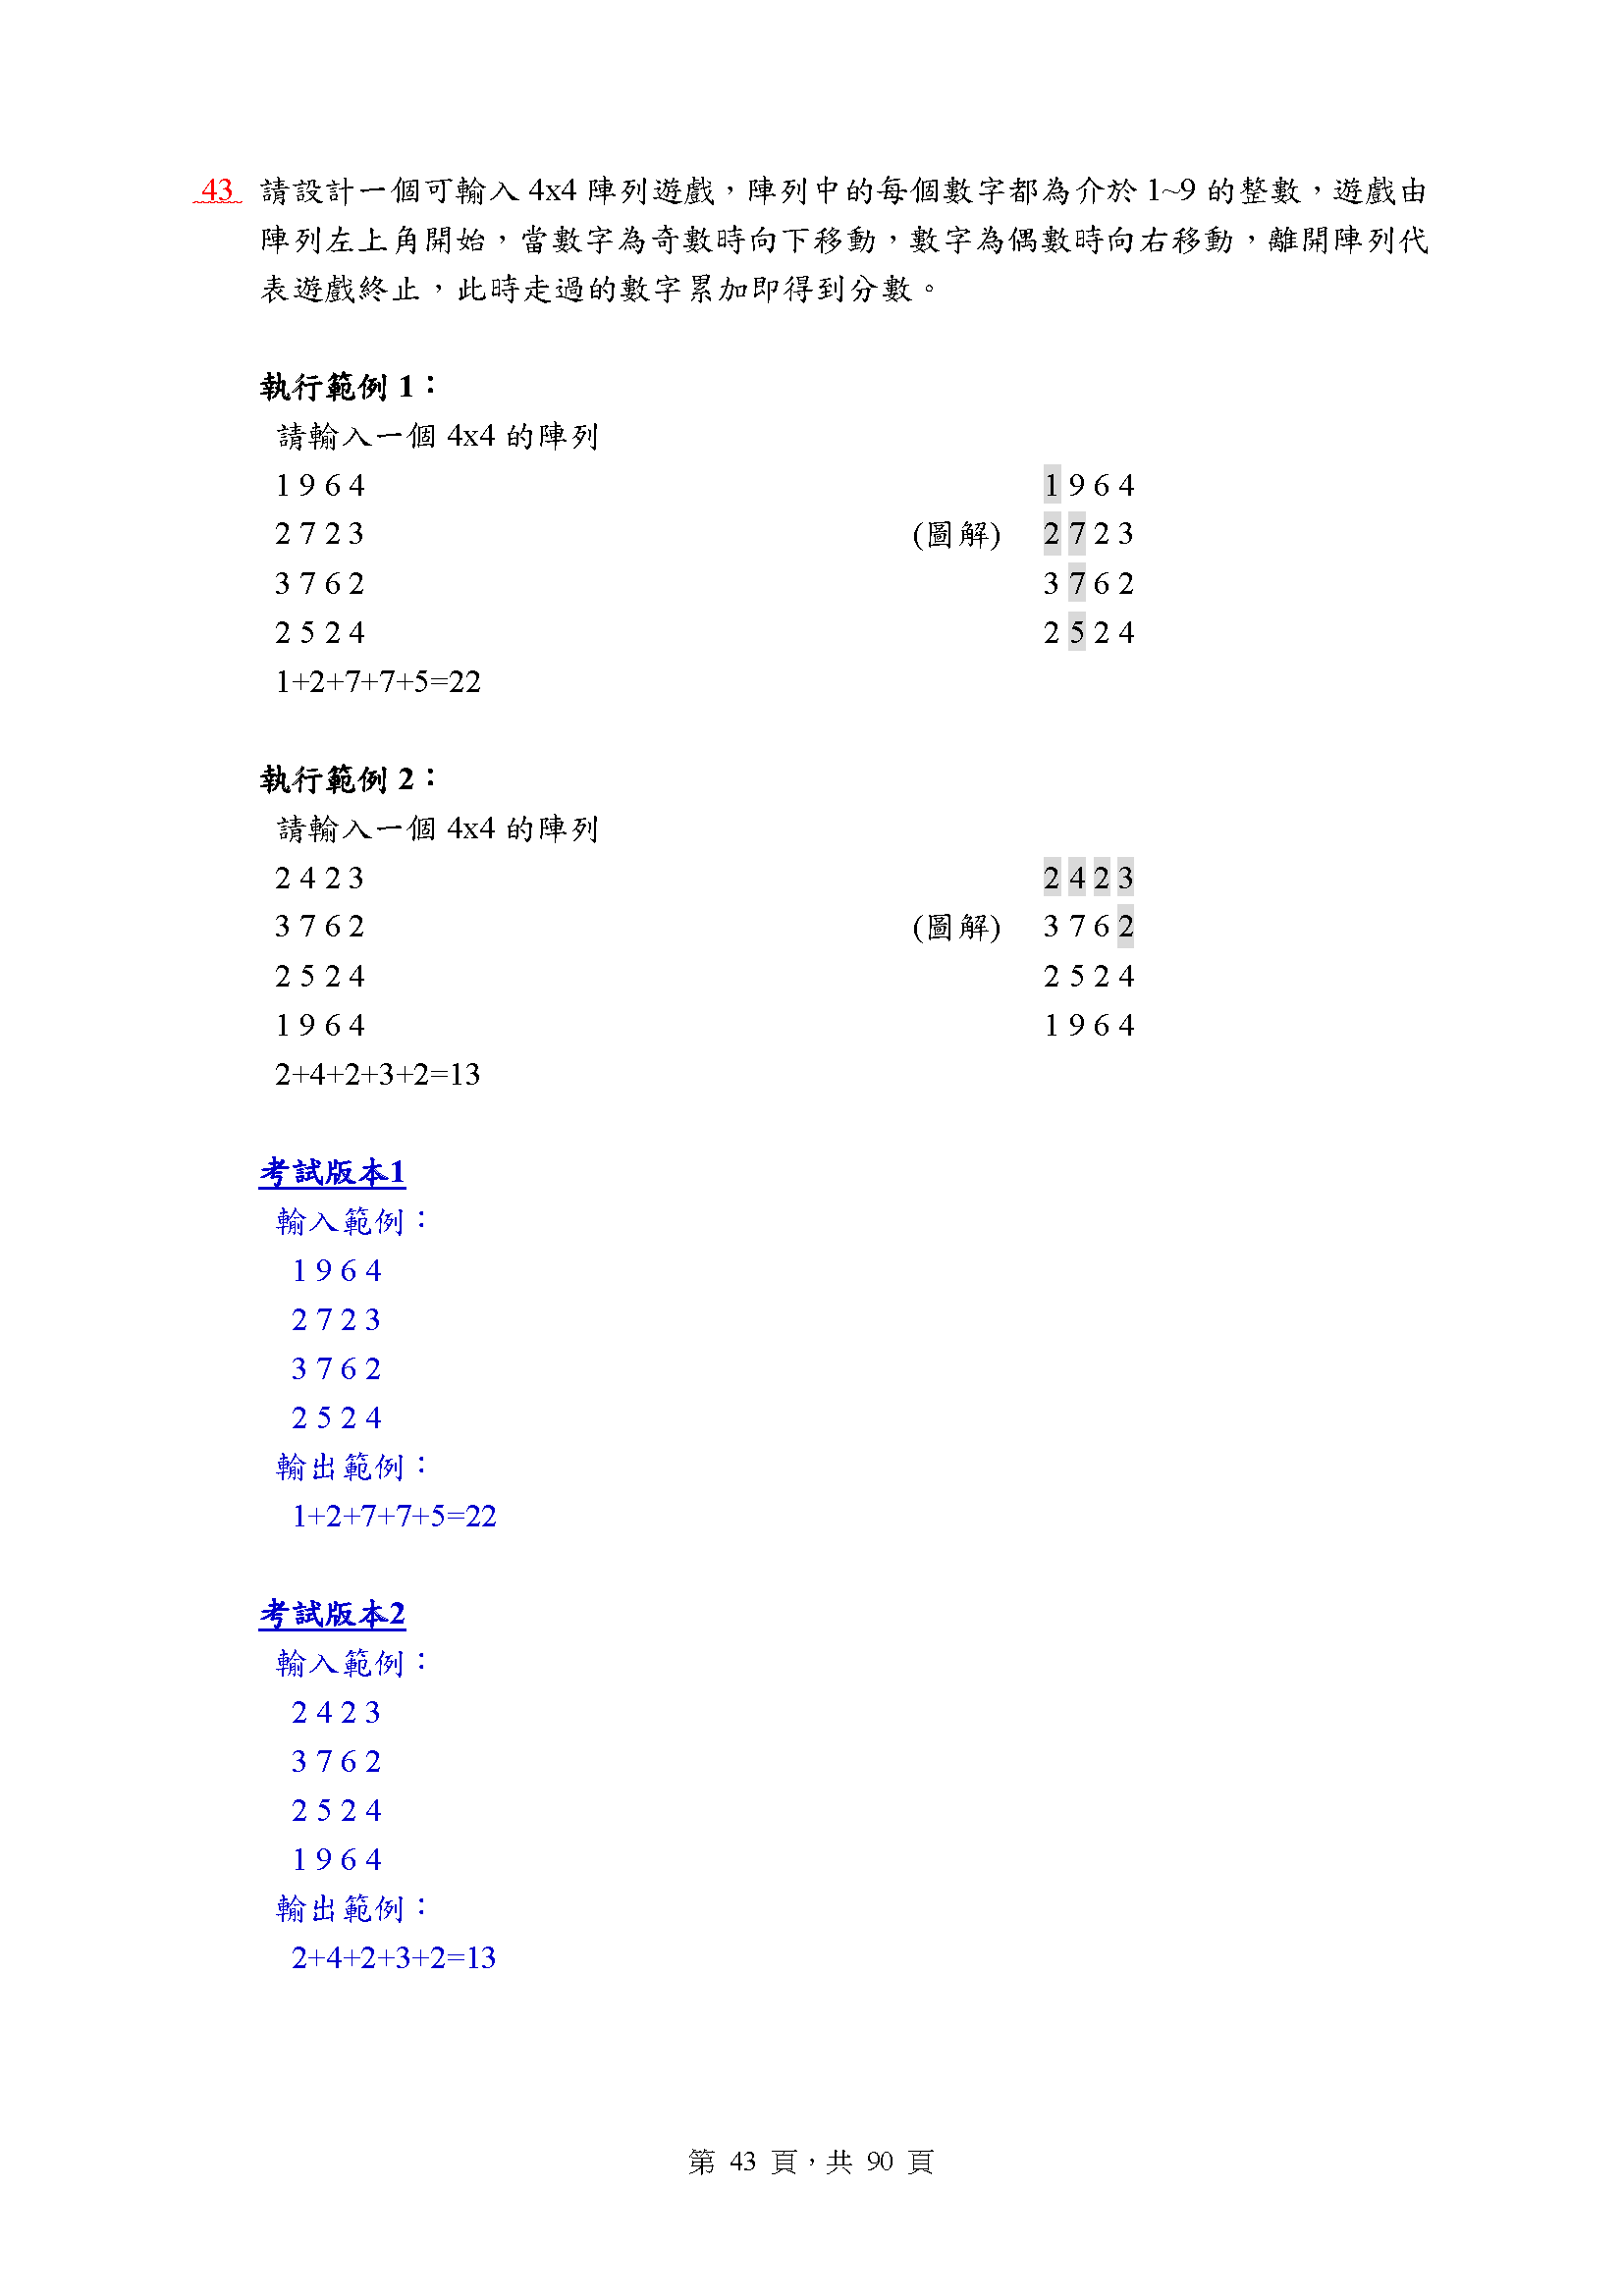 43 請設計一個可輸入 4x4 陣列遊戲，陣列中的每個數字都為介於 1~9 的整數，遊戲由
陣列左上角開始，當數字為奇數時向下移動，數字為偶數時向右移動，離開陣列代
表遊戲終止，此時走過的數字累加即得到分數。
執行範例 1：
請輸入一個 4x4 的陣列
1 9 6 4 1 9 6 4
2 7 2 3 (圖解) 2 7 2 3
3 7 6 2 3 7 6 2
2 5 2 4 2 5 2 4
1+2+7+7+5=22
執行範例 2：
請輸入一個 4x4 的陣列
2 4 2 3 2 4 2 3
3 7 6 2 (圖解) 3 7 6 2
2 5 2 4 2 5 2 4
1 9 6 4 1 9 6 4
2+4+2+3+2=13
考試版本1
輸入範例：
1 9 6 4
2 7 2 3
3 7 6 2
2 5 2 4
輸出範例：
1+2+7+7+5=22
考試版本2
輸入範例：
2 4 2 3
3 7 6 2
2 5 2 4
1 9 6 4
輸出範例：
2+4+2+3+2=13
第 43 頁，共 90 頁